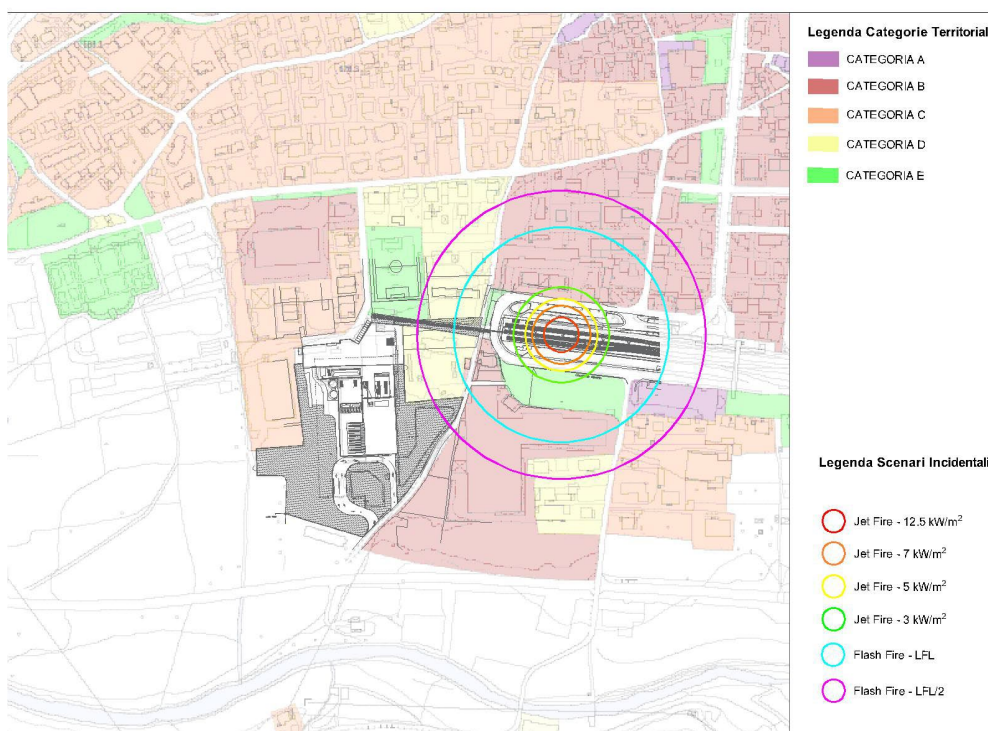 Legenda Categorie Territorial
CATEGORIA A
CATEGORIA B
CATEGORIA C
CATEGORIA D
CATEGORIA E
Legenda Scenari Incidentali
Jet Fire - 12.5 kW/m²
Jet Fire - 7 kW/m²
Jet Fire - 5 kW/m²
Jet Fire - 3 kW/m²
Flash Fire - LFL
Flash Fire - LFL/2